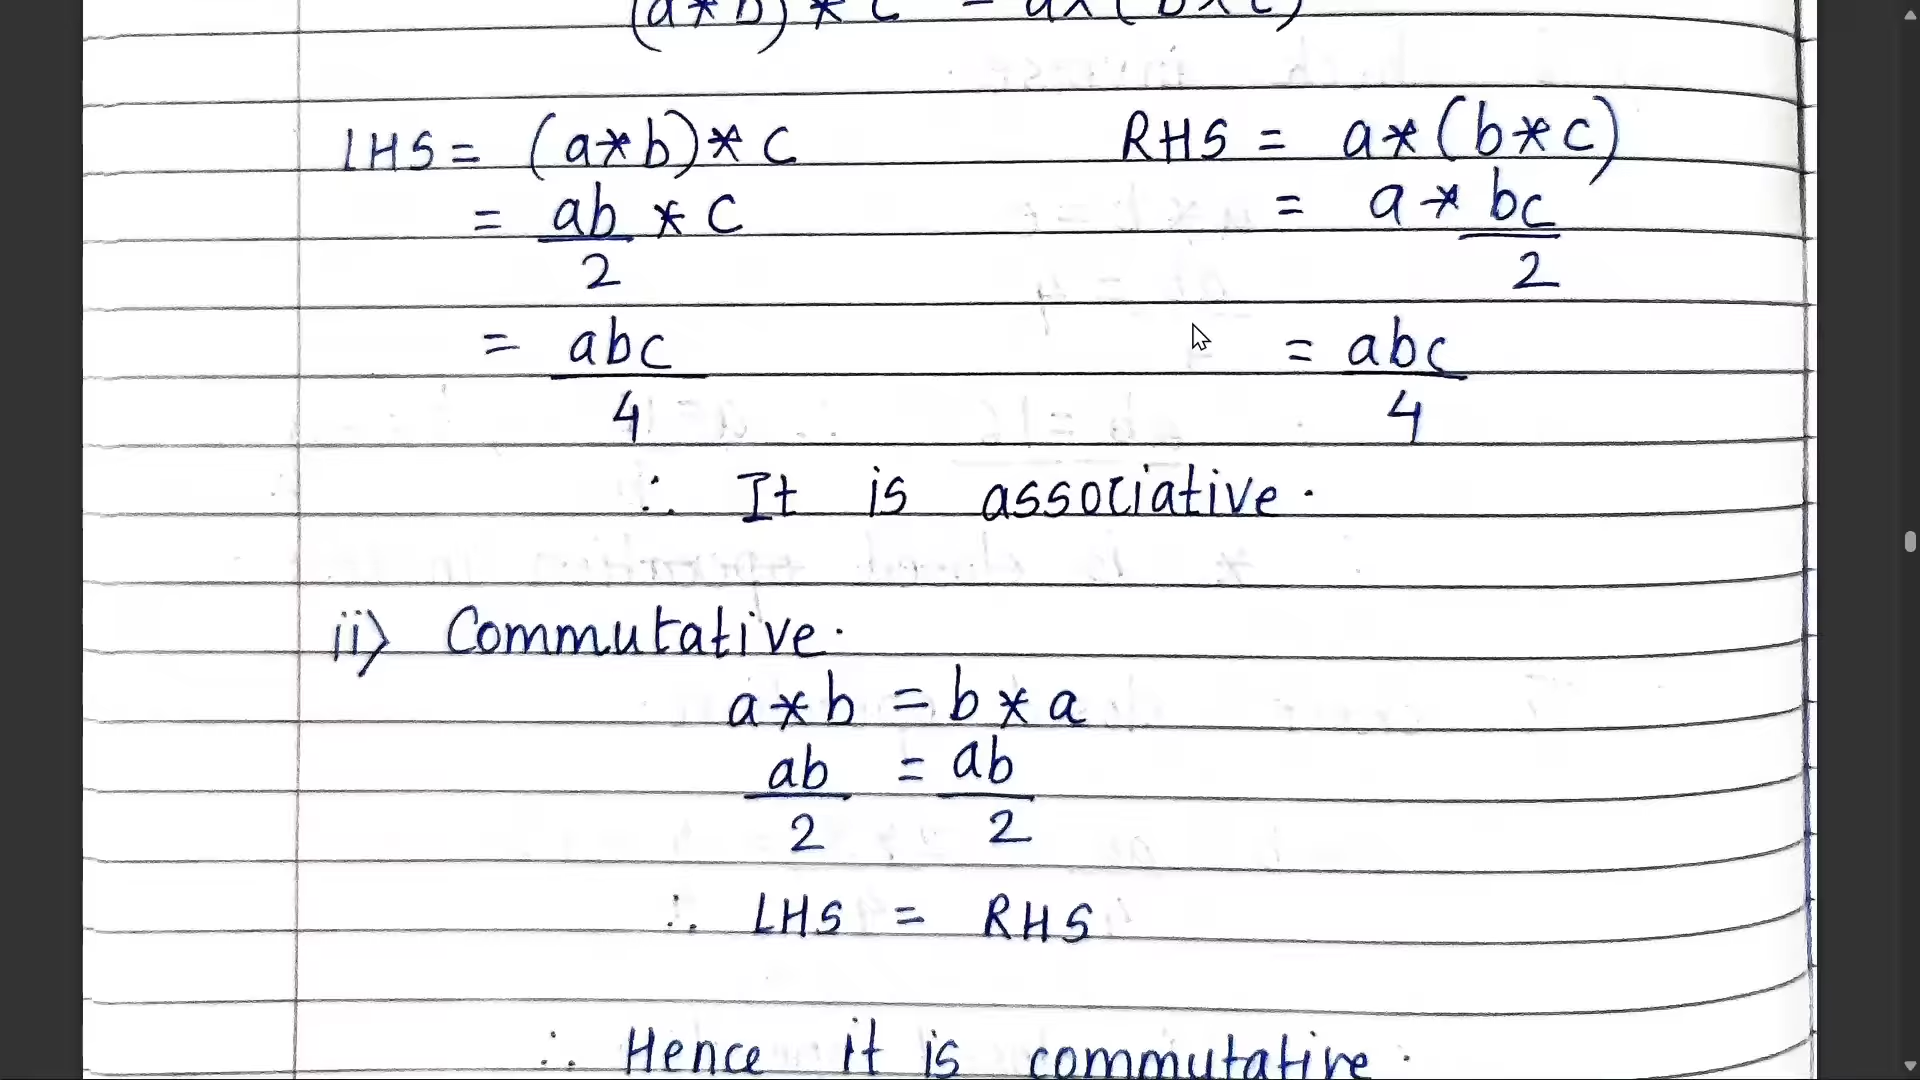 (a*b)*c = a*(b*c)
LHS = (a*b)*c
= ab/2 * c
= abc/4
RHS = a*(b*c)
= a* bc/2
= abc/4
∴ It is associative.
ii) Commutative.
a*b = b*a
ab/2 = ab/2
∴ LHS = RHS
∴ Hence it is commutative.